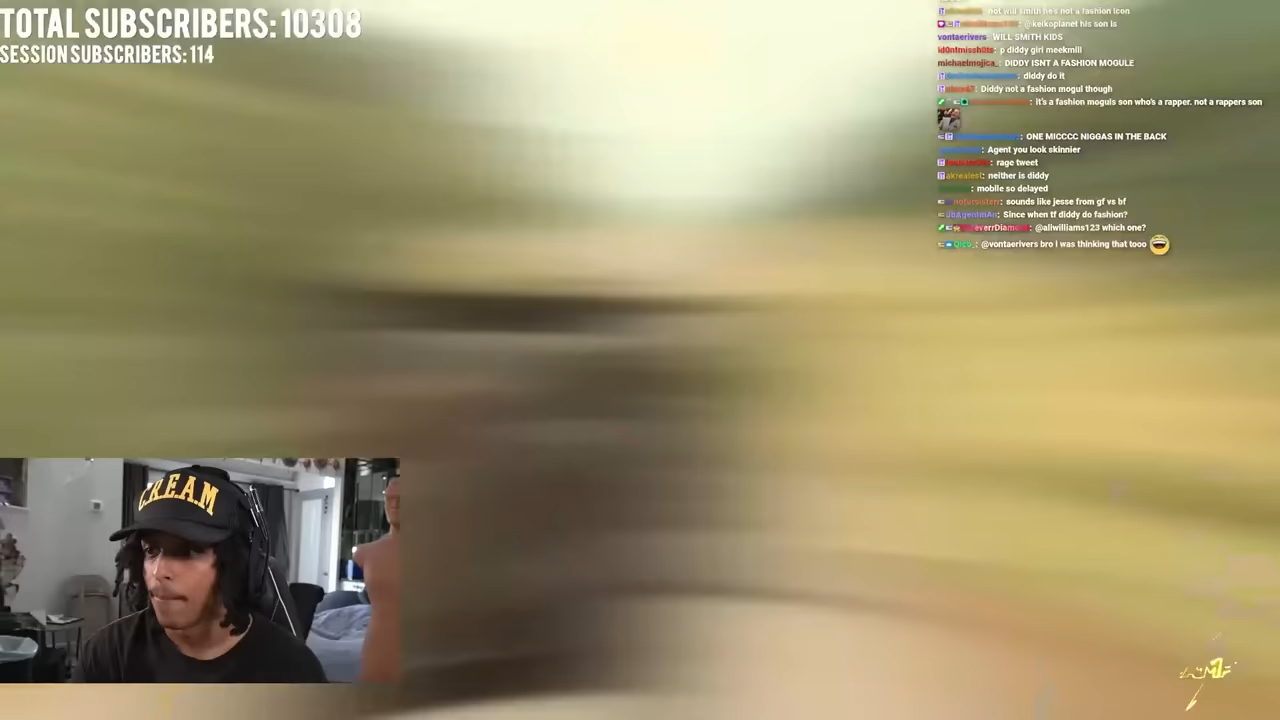 TOTAL SUBSCRIBERS: 10308
SESSION SUBSCRIBERS: 114
not will smith he's not a fashion icon
@keikoplanet his son is
vontaerivers WILL SMITH KIDS
id0ntmissh0ts: p diddy girl meekmill
michaelmojica_: DIDDY ISNT A FASHION MOGULE
: diddy do it
: Diddy not a fashion mogul though
: It's a fashion moguls son who's a rapper. not a rappers son
: ONE MICCCC NIGGAS IN THE BACK
: Agent you look skinnier
: rage tweet
akrealest: neither is diddy
: mobile so delayed
: sounds like jesse from gf vs bf
: Since when tf diddy do fashion?
: @aliwilliams123 which one?
: @vontaerivers bro i was thinking that tooo
C.R.E.A.M